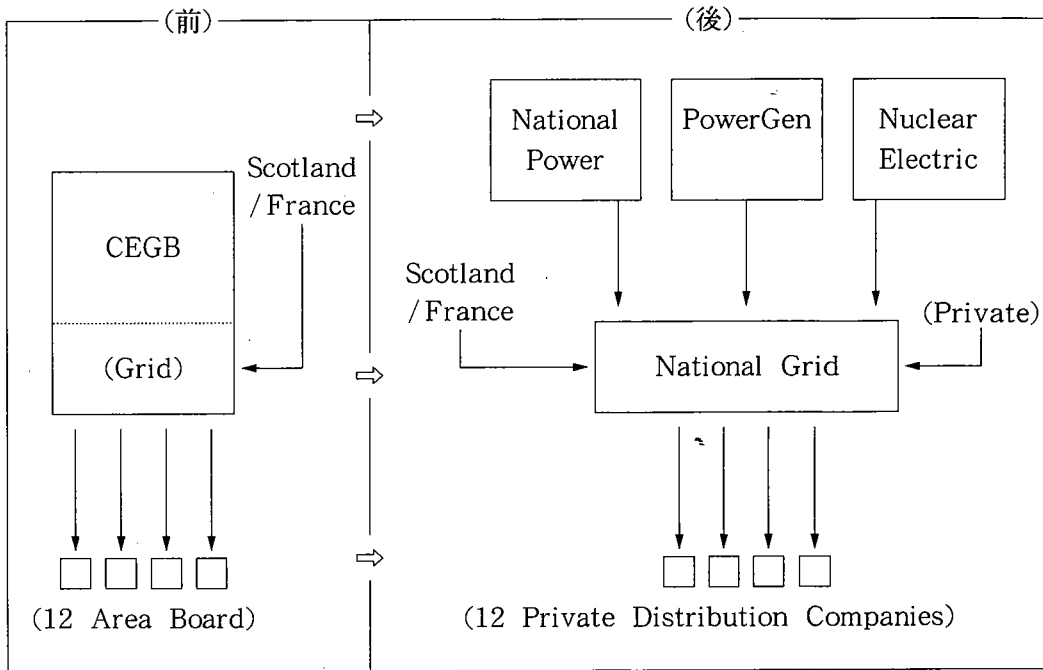 (前)
(後)
CEGB
(Grid)
Scotland
/France
(12 Area Board)
National
Power
PowerGen
Nuclear
Electric
Scotland
/France
(Private)
National Grid
(12 Private Distribution Companies)